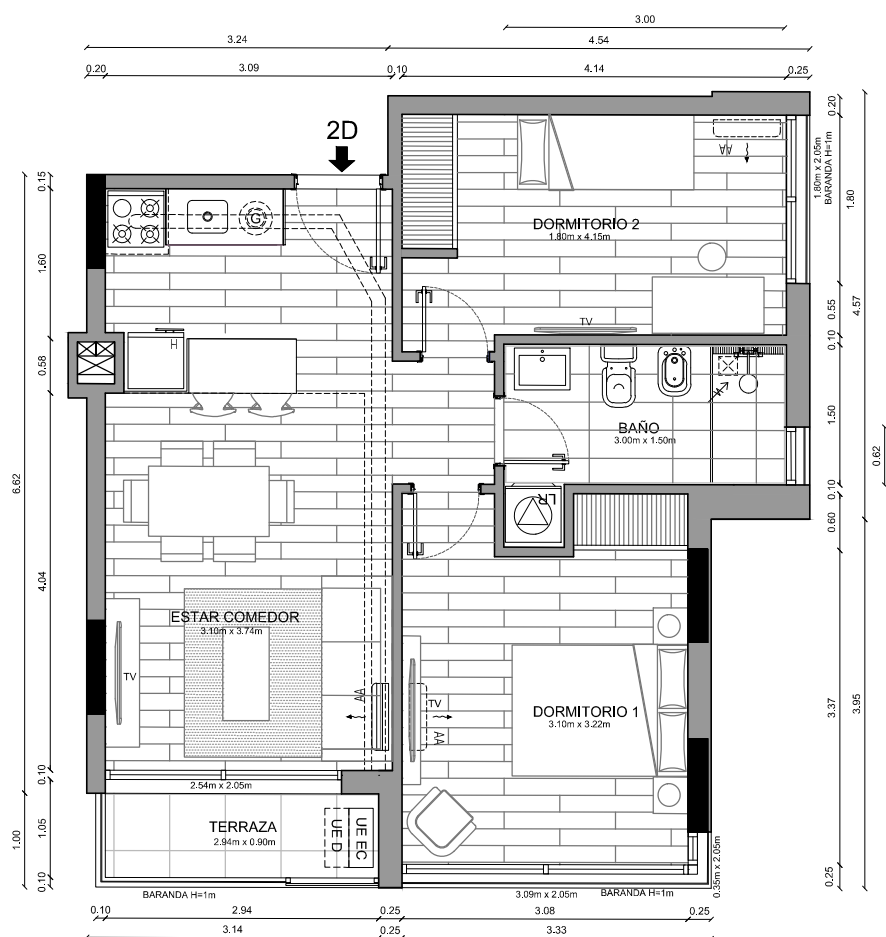 3.00
3.24
4.54
0.20
3.09
0.10
4.14
0.25
2D
0.15
1.60
0.58
6.62
4.04
0.10
1.00
1.05
0.10
0.20
1.80m x 2.05m
BARANDA H=1m
1.80
0.55
4.57
0.10
1.50
0.62
0.10
0.60
3.37
3.95
0.25
AA
DORMITORIO 2
1.80m x 4.15m
G
TV
H
BAÑO
3.00m x 1.50m
LR
ESTAR COMEDOR
3.10m x 3.74m
TV
AA
TV
AA
DORMITORIO 1
3.10m x 3.22m
2.54m x 2.05m
TERRAZA
2.94m x 0.90m
UE D
UE EC
0.35m x 2.05m
BARANDA H=1m
3.09m x 2.05m
BARANDA H=1m
0.10
2.94
0.25
3.08
0.25
3.14
0.25
3.33